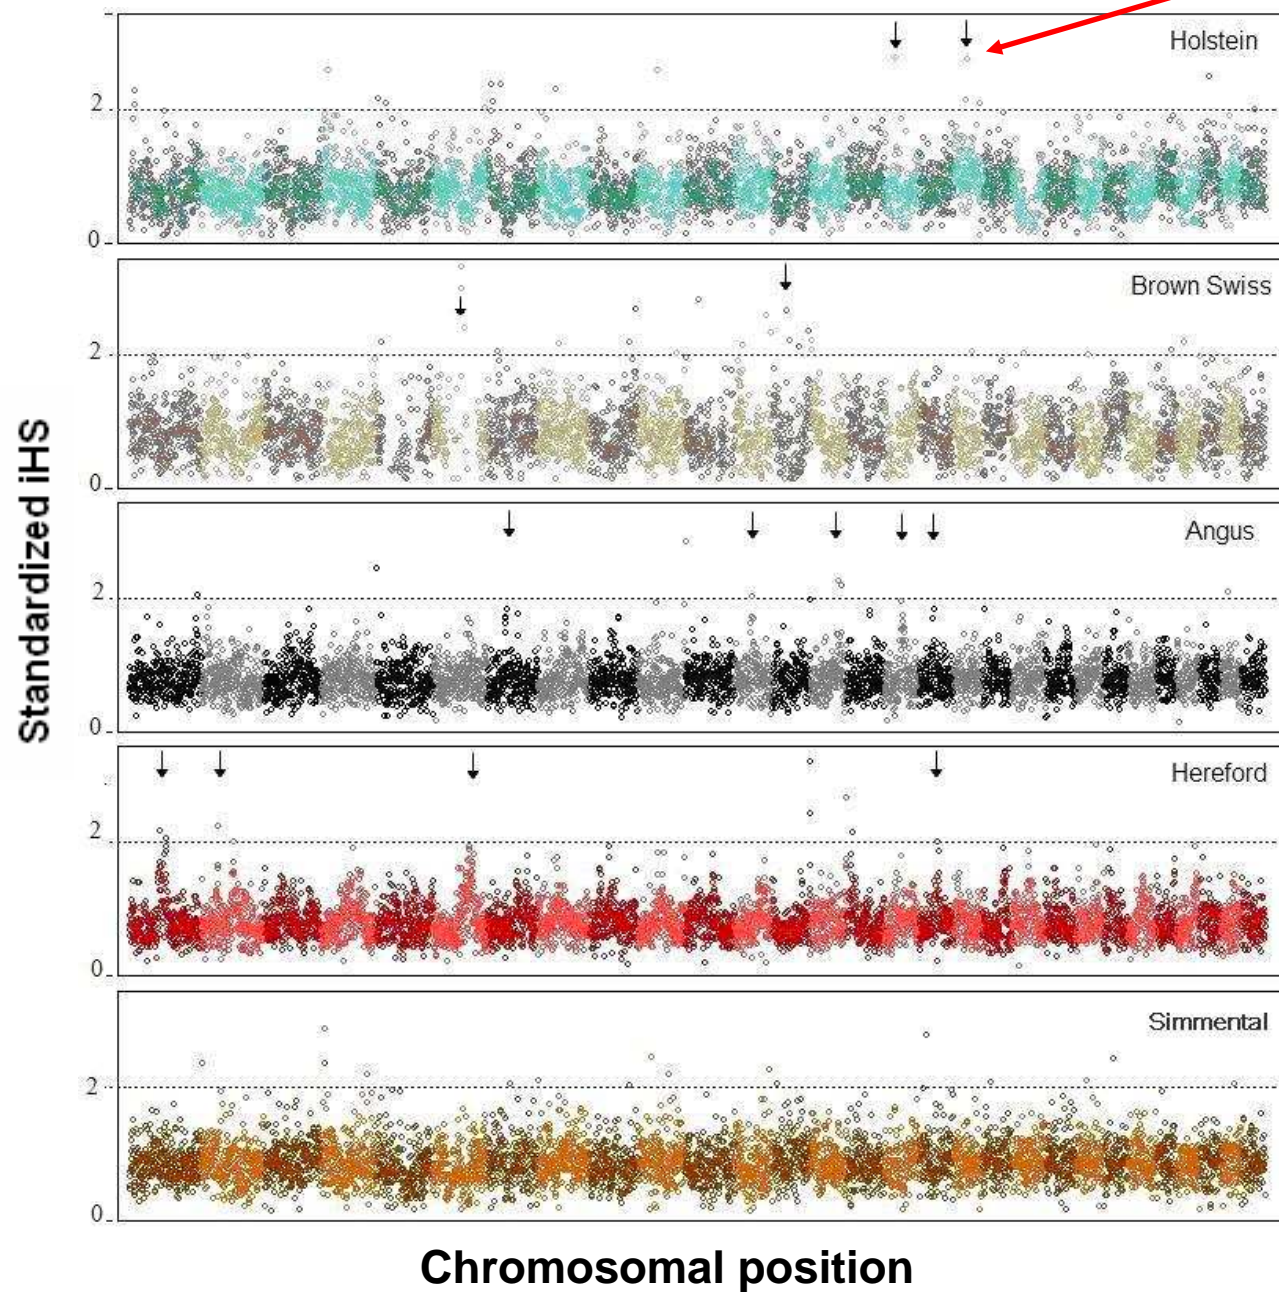 Holstein
2
0
Brown Swiss
2
0
Angus
2
0
Hereford
2
0
Simmental
2
0
Standardized iHS
Chromosomal position